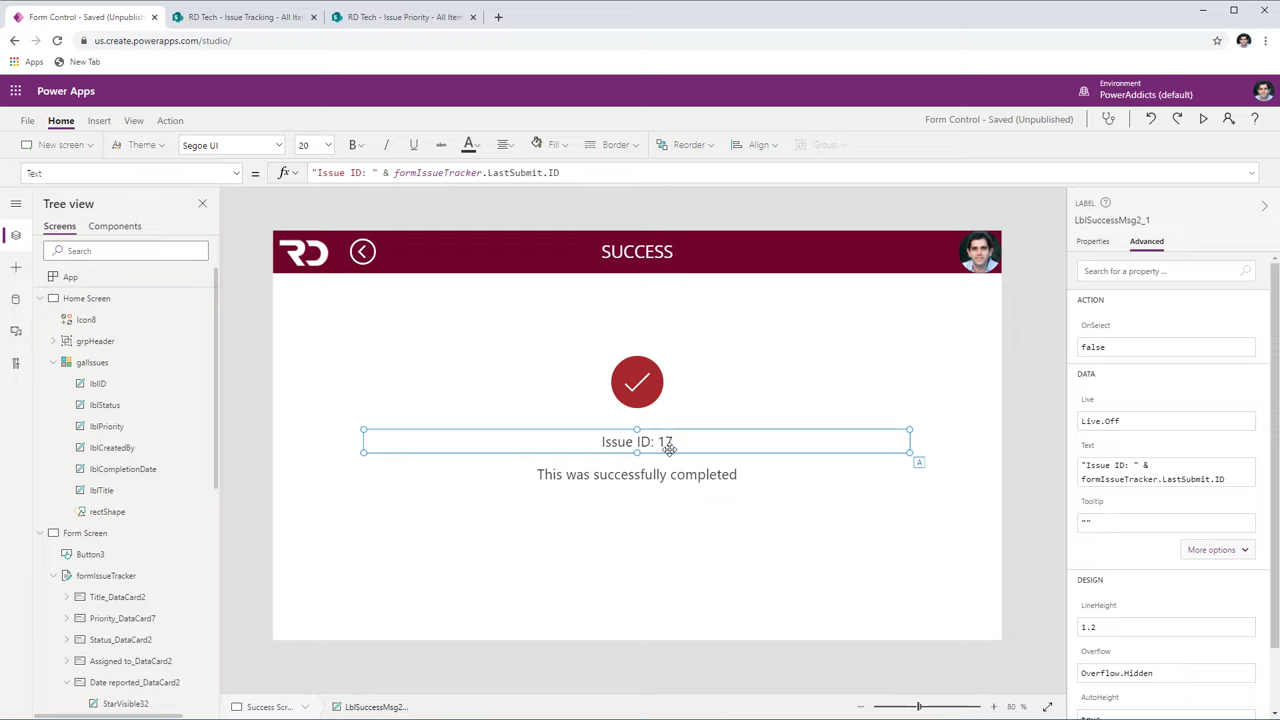 Form Control - Saved (Unpublish
RD Tech - Issue Tracking - All Ite
RD Tech - Issue Priority - All Item
us.create.powerapps.com/studio/
Apps
New Tab
Power Apps
Environment
PowerAddicts (default)
File
Home
Insert
View
Action
Form Control - Saved (Unpublished)
New screen
Theme
Segoe UI
20
B
/
U
abc
A
Fill
Border
Reorder
Align
Group
Text
=
fx
"Issue ID: " & formIssueTracker.LastSubmit.ID
Tree view
Screens
Components
Search
App
Home Screen
Icon8
grpHeader
galIssues
lblID
lblStatus
lblPriority
lblCreatedBy
lblCompletionDate
lblTitle
rectShape
Form Screen
Button3
formIssueTracker
Title_DataCard2
Priority_DataCard7
Status_DataCard2
Assigned to_DataCard2
Date reported_DataCard2
StarVisible32
RD
SUCCESS
Issue ID: 17
A
This was successfully completed
Success Scr...
LblSuccessMsg2...
80 %
LABEL
LblSuccessMsg2_1
Properties
Advanced
Search for a property ...
ACTION
OnSelect
false
DATA
Live
Live.Off
Text
"Issue ID: " &
formIssueTracker.LastSubmit.ID
Tooltip
""
More options
DESIGN
LineHeight
1.2
Overflow
Overflow.Hidden
AutoHeight
true